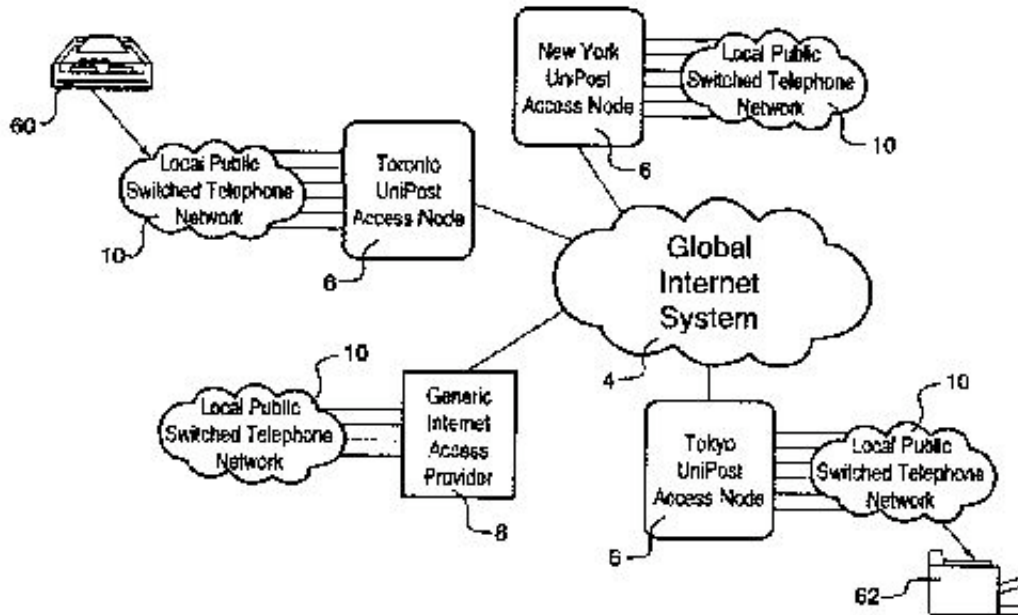 60
Local Public
Switched Telephone
Network
10
Toronto
UniPost
Access Node
6
New York
UniPost
Access Node
6
Local Public
Switched Telephone
Network
10
Global
Internet
System
4
10
Local Public
Switched Telephone
Network
Generic
Internet
Access
Provider
8
Tokyo
UniPost
Access Node
6
10
Local Public
Switched Telephone
Network
62